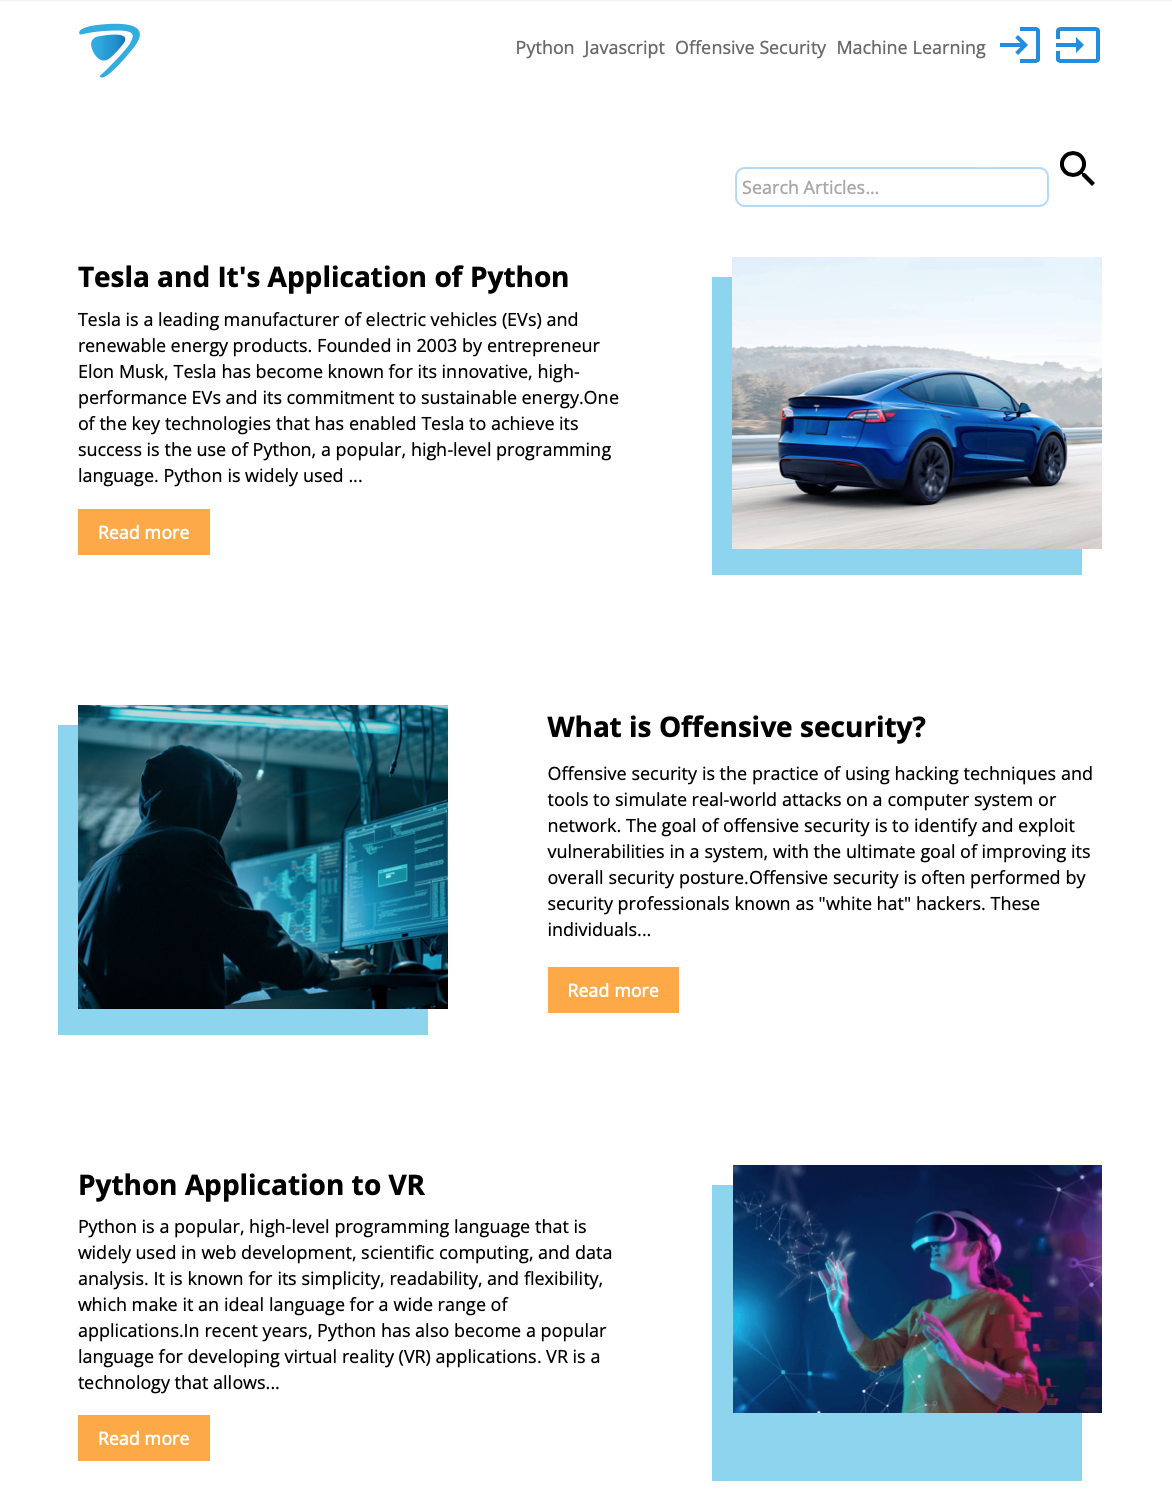 Python Javascript Offensive Security Machine Learning
Search Articles...
Tesla and It's Application of Python
Tesla is a leading manufacturer of electric vehicles (EVs) and
renewable energy products. Founded in 2003 by entrepreneur
Elon Musk, Tesla has become known for its innovative, high-
performance EVs and its commitment to sustainable energy.One
of the key technologies that has enabled Tesla to achieve its
success is the use of Python, a popular, high-level programming
language. Python is widely used ...
Read more
What is Offensive security?
Offensive security is the practice of using hacking techniques and
tools to simulate real-world attacks on a computer system or
network. The goal of offensive security is to identify and exploit
vulnerabilities in a system, with the ultimate goal of improving its
overall security posture.Offensive security is often performed by
security professionals known as "white hat" hackers. These
individuals...
Read more
Python Application to VR
Python is a popular, high-level programming language that is
widely used in web development, scientific computing, and data
analysis. It is known for its simplicity, readability, and flexibility,
which make it an ideal language for a wide range of
applications.In recent years, Python has also become a popular
language for developing virtual reality (VR) applications. VR is a
technology that allows...
Read more